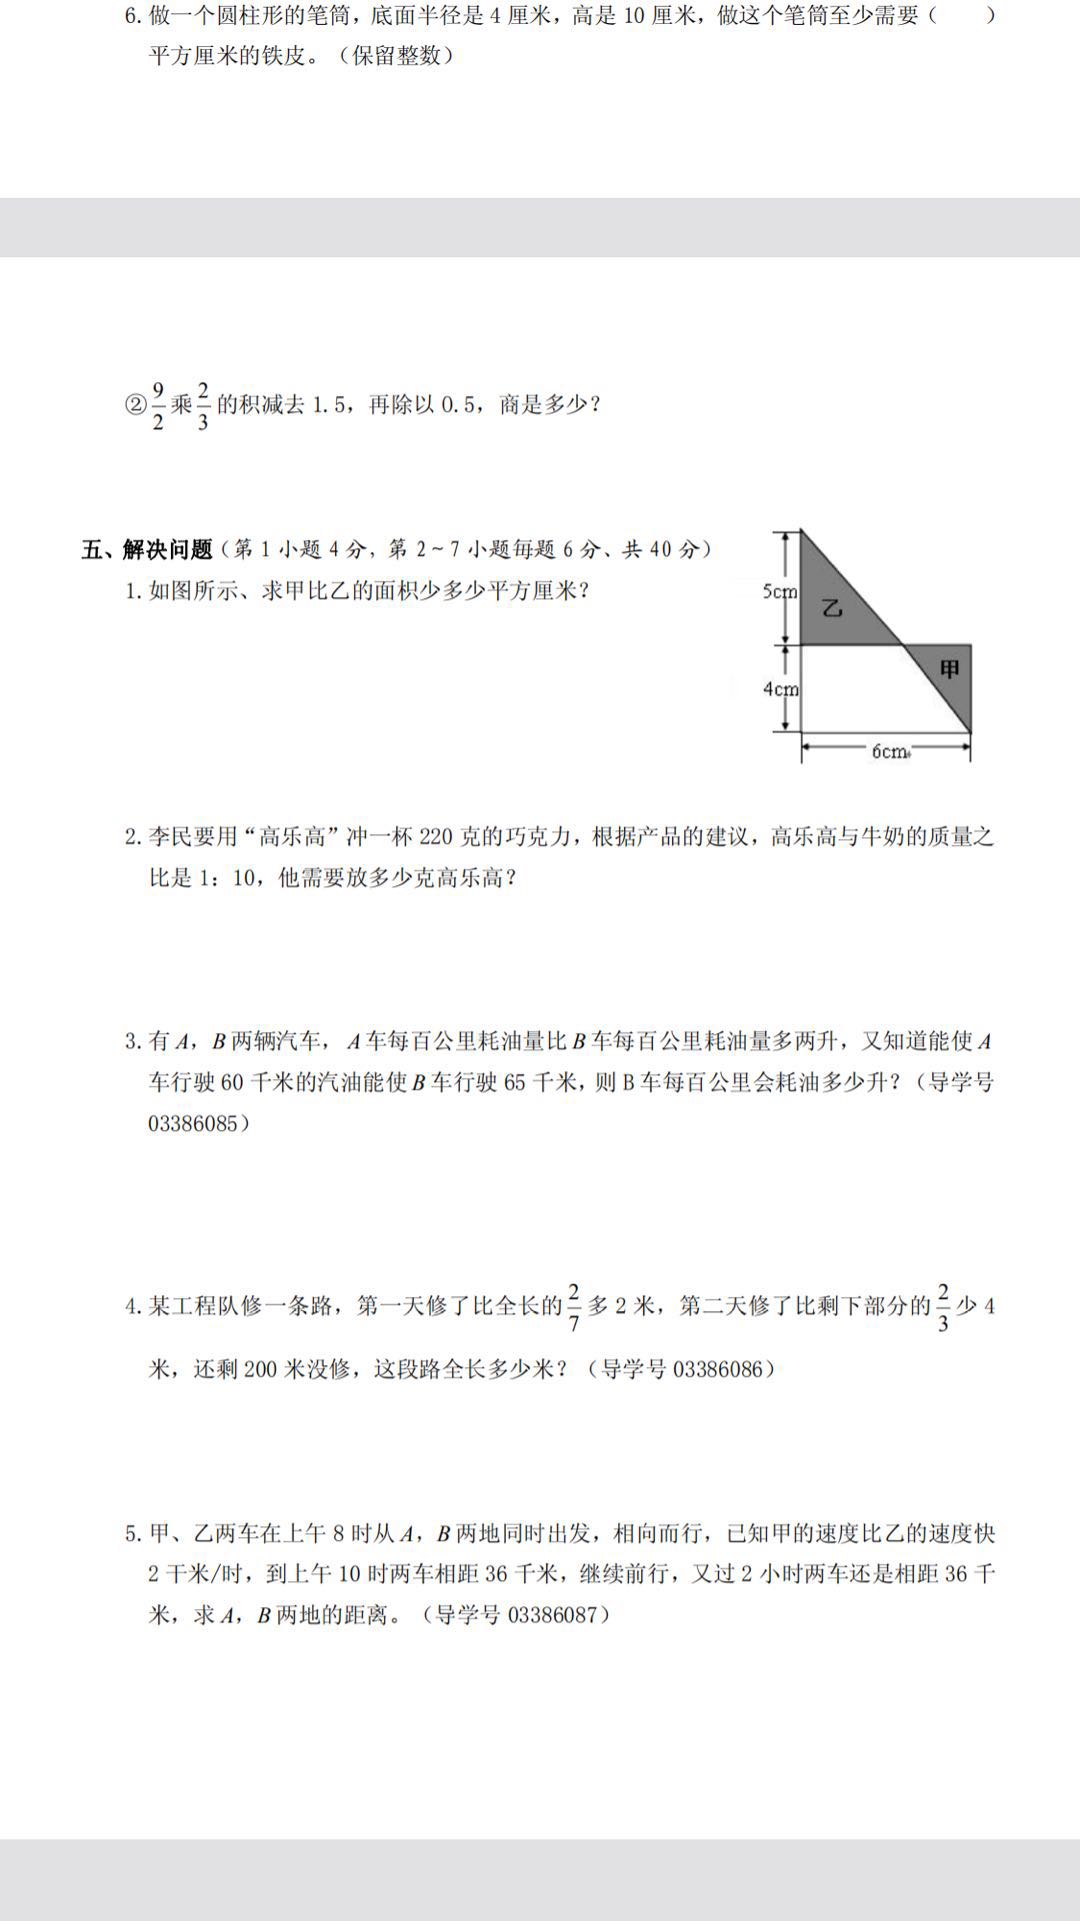 6. 做一个圆柱形的笔筒，底面半径是 4 厘米，高是 10 厘米，做这个笔筒至少需要（　　）
平方厘米的铁皮。（保留整数）
②9/2乘2/3的积减去 1.5，再除以 0.5，商是多少？
五、解决问题（第 1 小题 4 分，第 2~7 小题每题 6 分、共 40 分）
1. 如图所示、求甲比乙的面积少多少平方厘米？
5cm
乙
甲
4cm
6cm
2. 李民要用“高乐高”冲一杯 220 克的巧克力，根据产品的建议，高乐高与牛奶的质量之
比是 1：10，他需要放多少克高乐高？
3. 有 A，B 两辆汽车，A 车每百公里耗油量比 B 车每百公里耗油量多两升，又知道能使 A
车行驶 60 千米的汽油能使 B 车行驶 65 千米，则 B 车每百公里会耗油多少升？（导学号
03386085）
4. 某工程队修一条路，第一天修了比全长的2/7多 2 米，第二天修了比剩下部分的2/3少 4
米，还剩 200 米没修，这段路全长多少米？（导学号 03386086）
5. 甲、乙两车在上午 8 时从 A，B 两地同时出发，相向而行，已知甲的速度比乙的速度快
2 干米/时，到上午 10 时两车相距 36 千米，继续前行，又过 2 小时两车还是相距 36 千
米，求 A，B 两地的距离。（导学号 03386087）